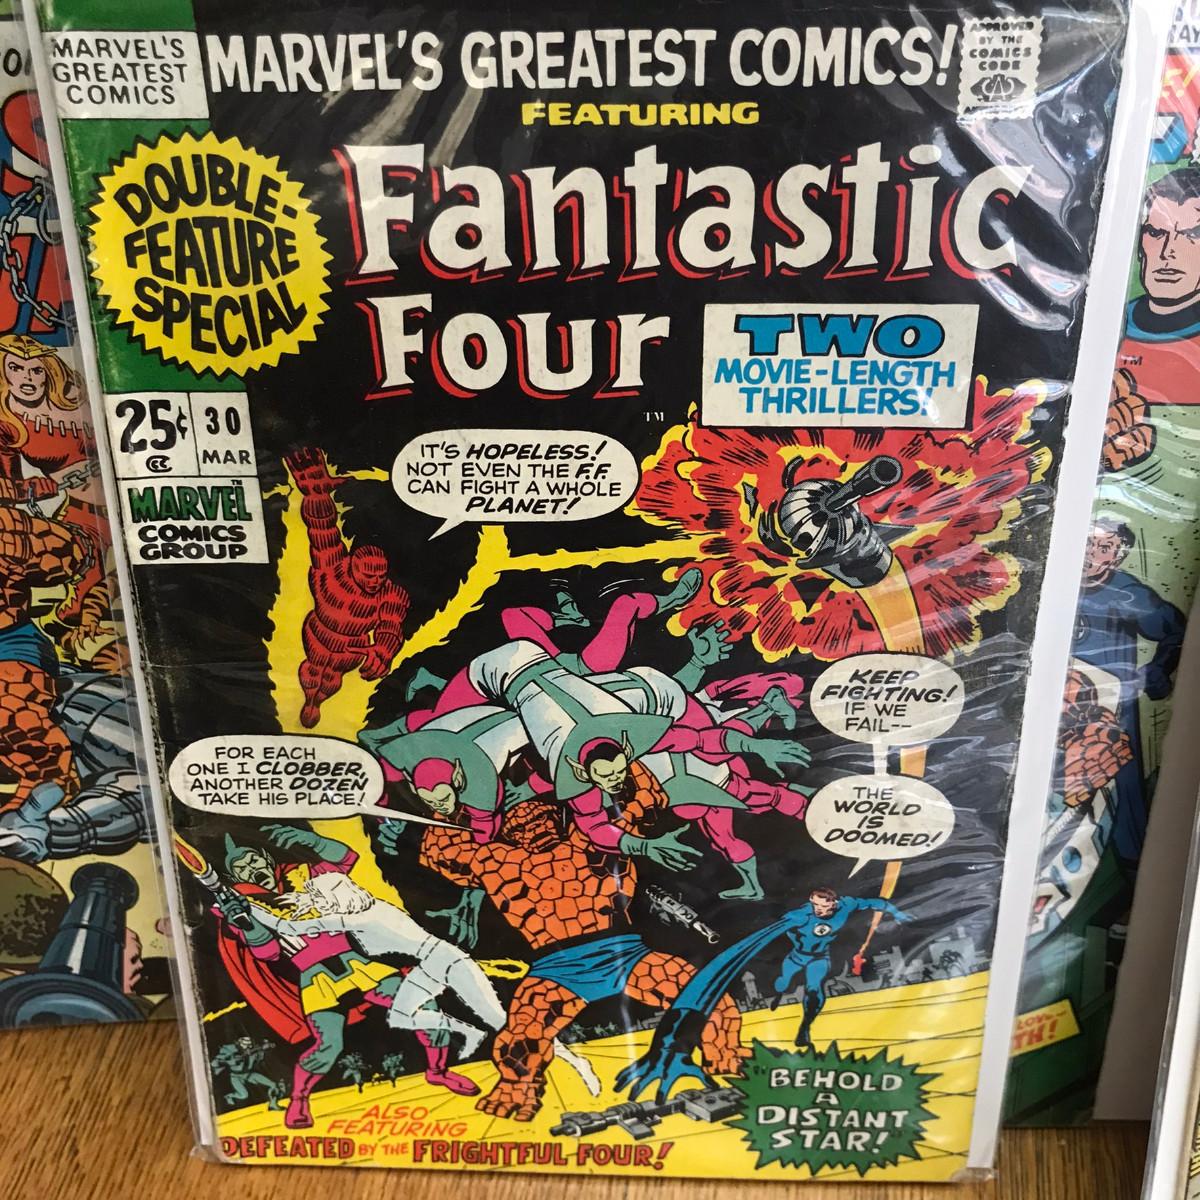 MARVEL'S
GREATEST
COMICS
MARVEL'S GREATEST COMICS!
APPROVED
BY THE
COMICS
CODE
FEATURING
DOUBLE-
FEATURE
SPECIAL
Fantastic
Four
TM
TWO
MOVIE-LENGTH
THRILLERS!
25¢
CC
30
MAR
MARVEL
COMICS
GROUP
IT'S HOPELESS!
NOT EVEN THE F.F.
CAN FIGHT A WHOLE
PLANET!
KEEP
FIGHTING!
IF WE
FAIL--
THE
WORLD
IS
DOOMED!
FOR EACH
ONE I CLOBBER,
ANOTHER DOZEN
TAKE HIS PLACE!
"BEHOLD
A
DISTANT
STAR!"
ALSO
FEATURING
DEFEATED BY THE FRIGHTFUL FOUR!
TM